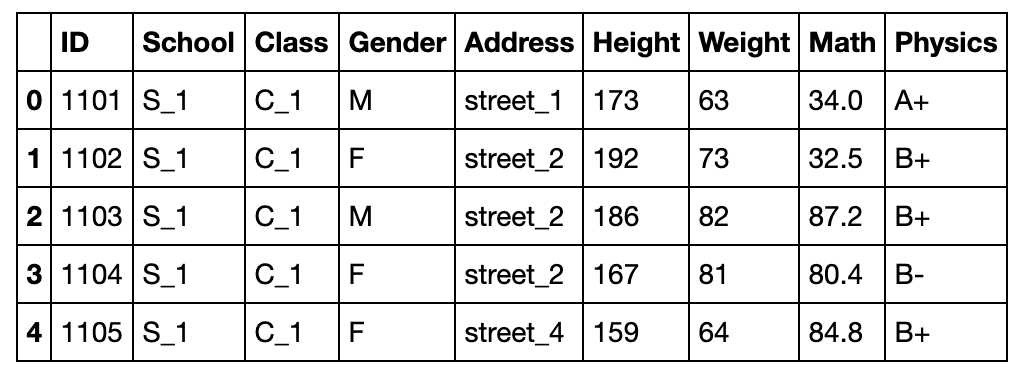 ID School Class Gender Address Height Weight Math Physics
0 1101 S_1 C_1 M street_1 173 63 34.0 A+
1 1102 S_1 C_1 F street_2 192 73 32.5 B+
2 1103 S_1 C_1 M street_2 186 82 87.2 B+
3 1104 S_1 C_1 F street_2 167 81 80.4 B-
4 1105 S_1 C_1 F street_4 159 64 84.8 B+